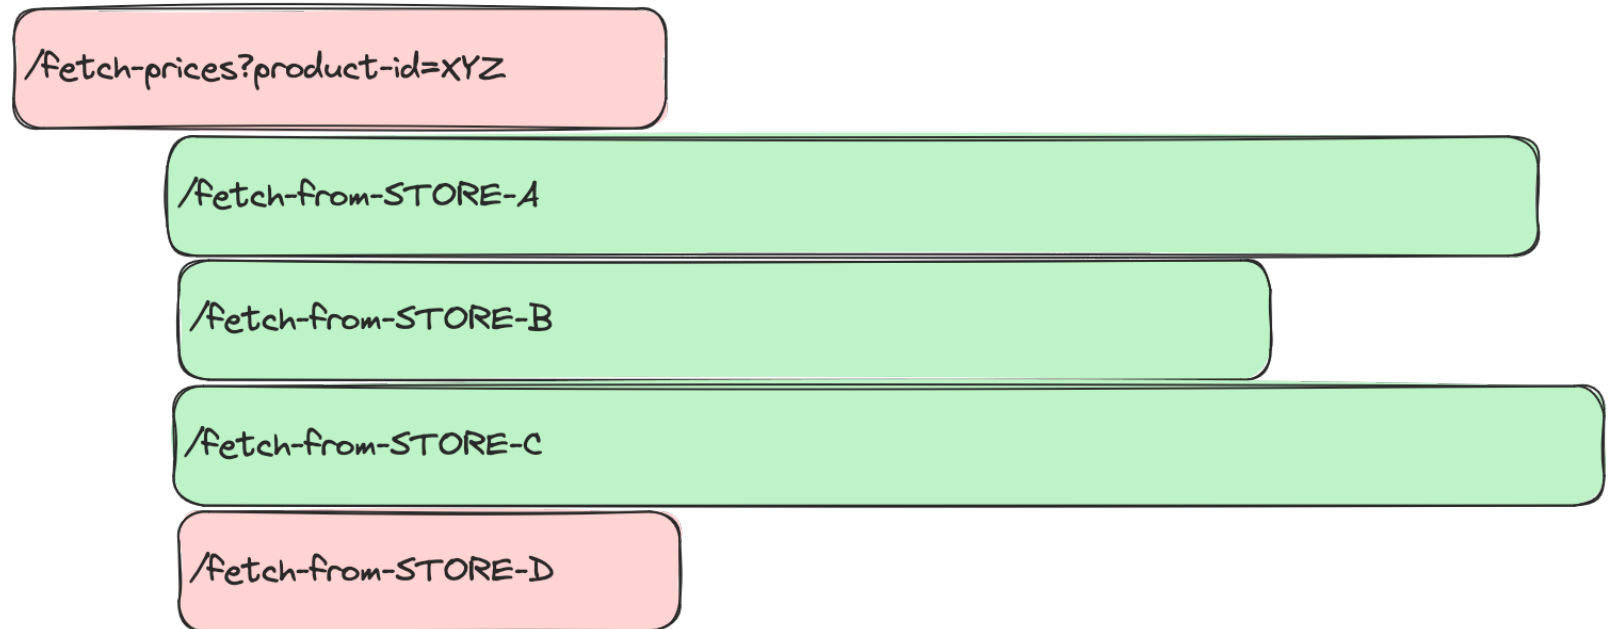 /fetch-prices?product-id=XYZ
/fetch-from-STORE-A
/fetch-from-STORE-B
/fetch-from-STORE-C
/fetch-from-STORE-D